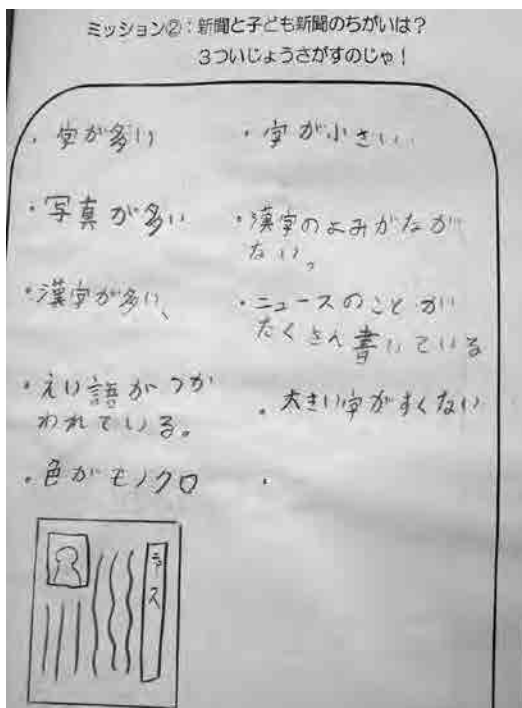 ミッション②：新聞と子ども新聞のちがいは？
3ついじょうさがすのじゃ！
・字が多い
・写真が多い
・漢字が多い、
・えい語がつか
われている。
・色がモノクロ
・字が小さい
・漢字のよみがなが
ない。
・ニュースのことが
たくさん書いている
・大きい字がすくない
・